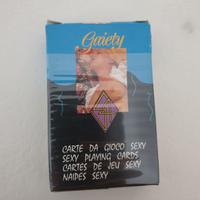 Gaiety
CARTE DA GIOCO SEXY
SEXY PLAYING CARDS
CARTES DE JEU SEXY
NAIPES SEXY